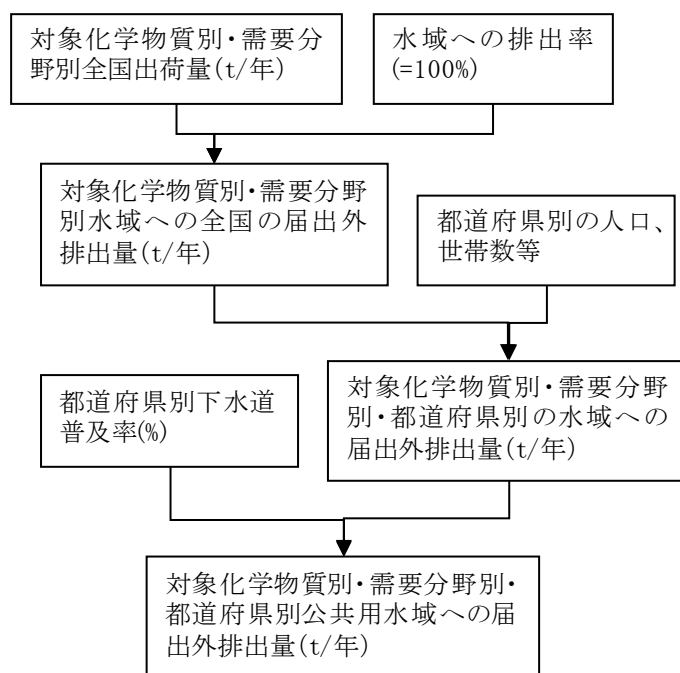 対象化学物質別・需要分
野別全国出荷量(t/年)
水域への排出率
(=100%)
対象化学物質別・需要分野
別水域への全国の届出外
排出量(t/年)
都道府県別の人口、
世帯数等
都道府県別下水道
普及率(%)
対象化学物質別・需要分野
別・都道府県別の水域への
届出外排出量(t/年)
対象化学物質別・需要分野別・
都道府県別公共用水域への届
出外排出量(t/年)